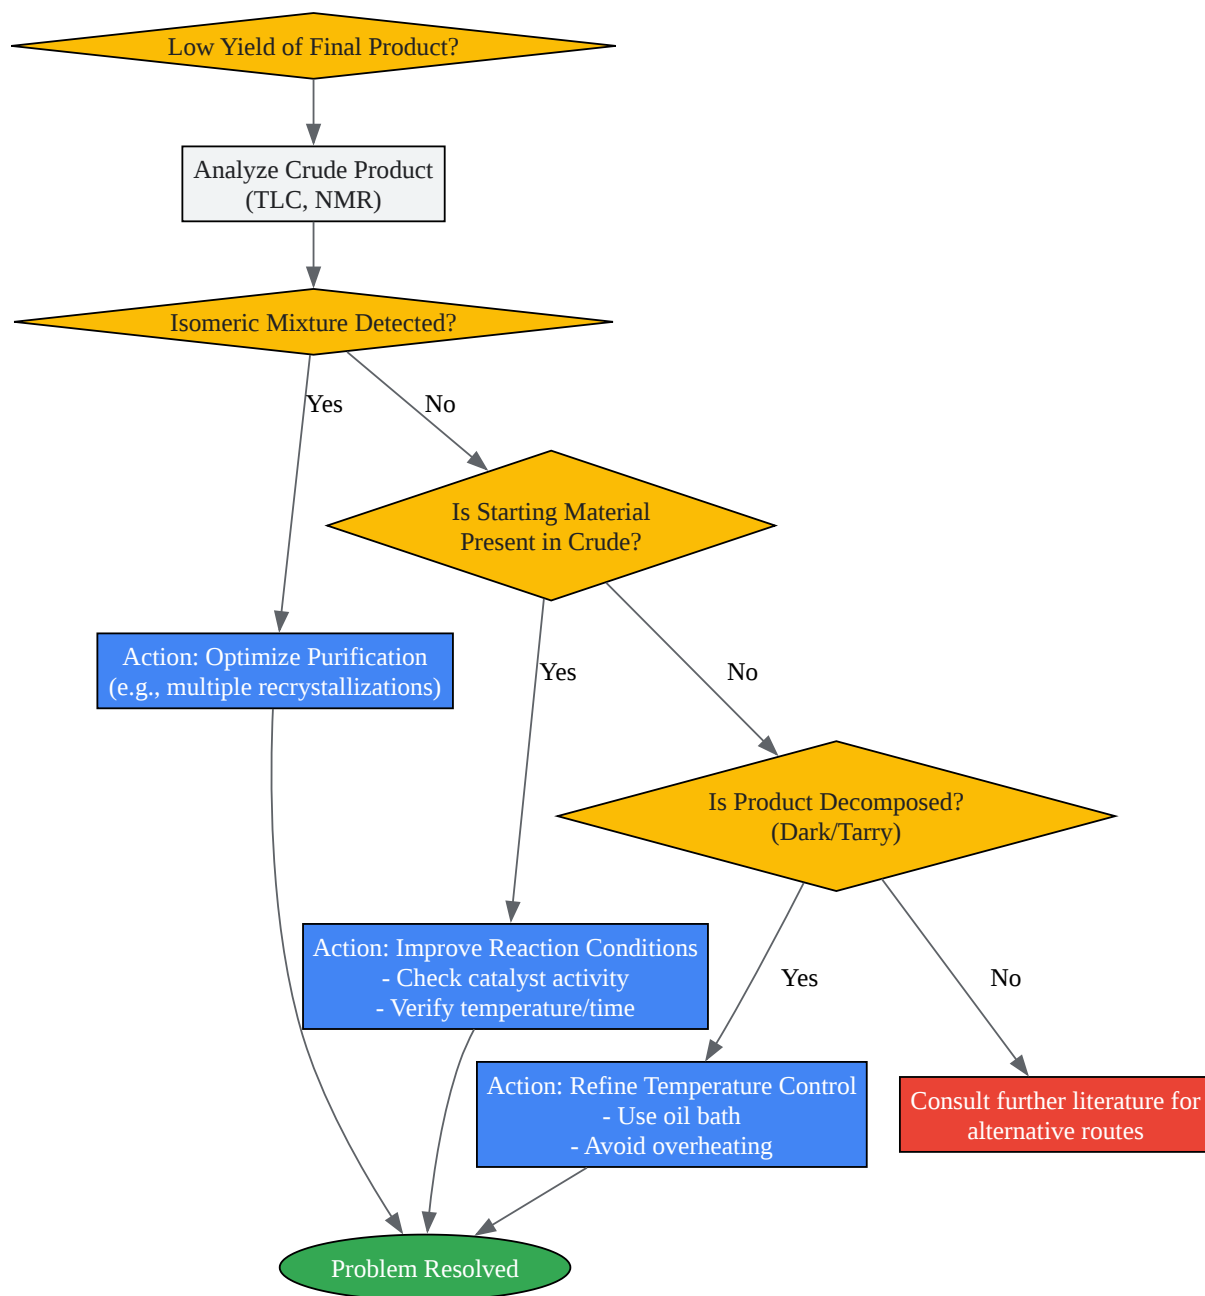 Low Yield of Final Product?
Analyze Crude Product
(TLC, NMR)
Isomeric Mixture Detected?
Yes
No
Is Starting Material
Present in Crude?
Action: Optimize Purification
(e.g., multiple recrystallizations)
Yes
No
Is Product Decomposed?
(Dark/Tarry)
Action: Improve Reaction Conditions
- Check catalyst activity
- Verify temperature/time
Yes
No
Action: Refine Temperature Control
- Use oil bath
- Avoid overheating
Consult further literature for
alternative routes
Problem Resolved